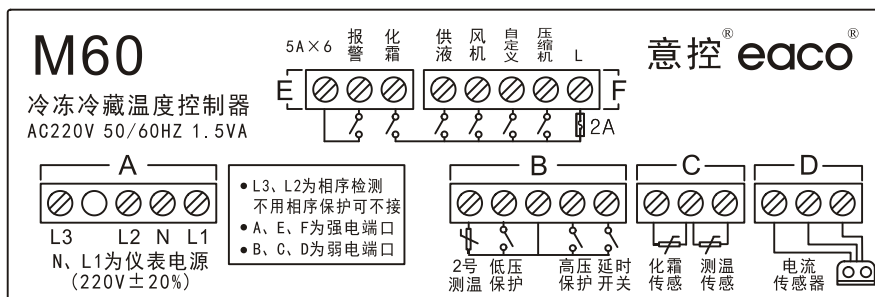 M60
冷冻冷藏温度控制器
AC220V 50/60HZ 1.5VA
5A×6 报警 化霜 供液 风机 自定义 压缩机 L
E F
2A
意控® eaco®
A
L3 L2 N L1
N、L1为仪表电源
(220V±20%)
•L3、L2为相序检测
不用相序保护可不接
•A、E、F为强电端口
•B、C、D为弱电端口
B
2号测温 低压保护 高压保护 延时开关
C
化霜传感 测温传感
D
电流传感器